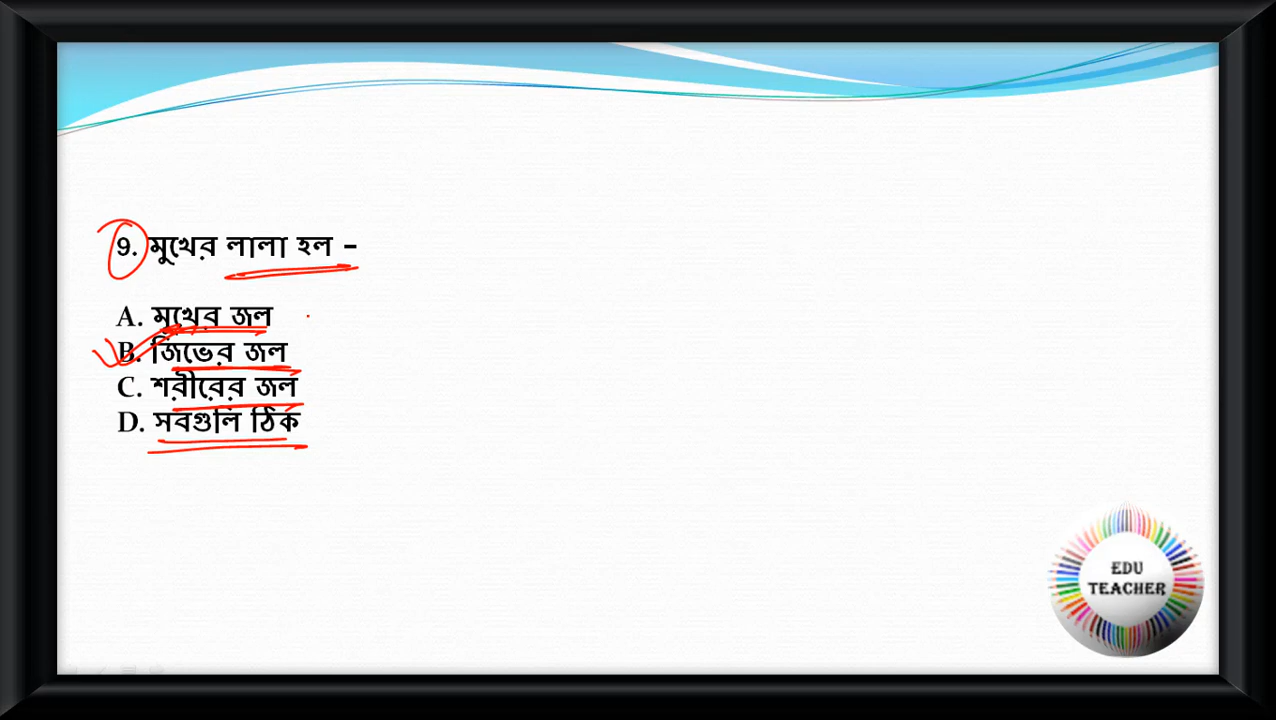 9. মুখের লালা হল –
A. মুখের জল
B. জিভের জল
C. শরীরের জল
D. সবগুলি ঠিক
EDU
TEACHER